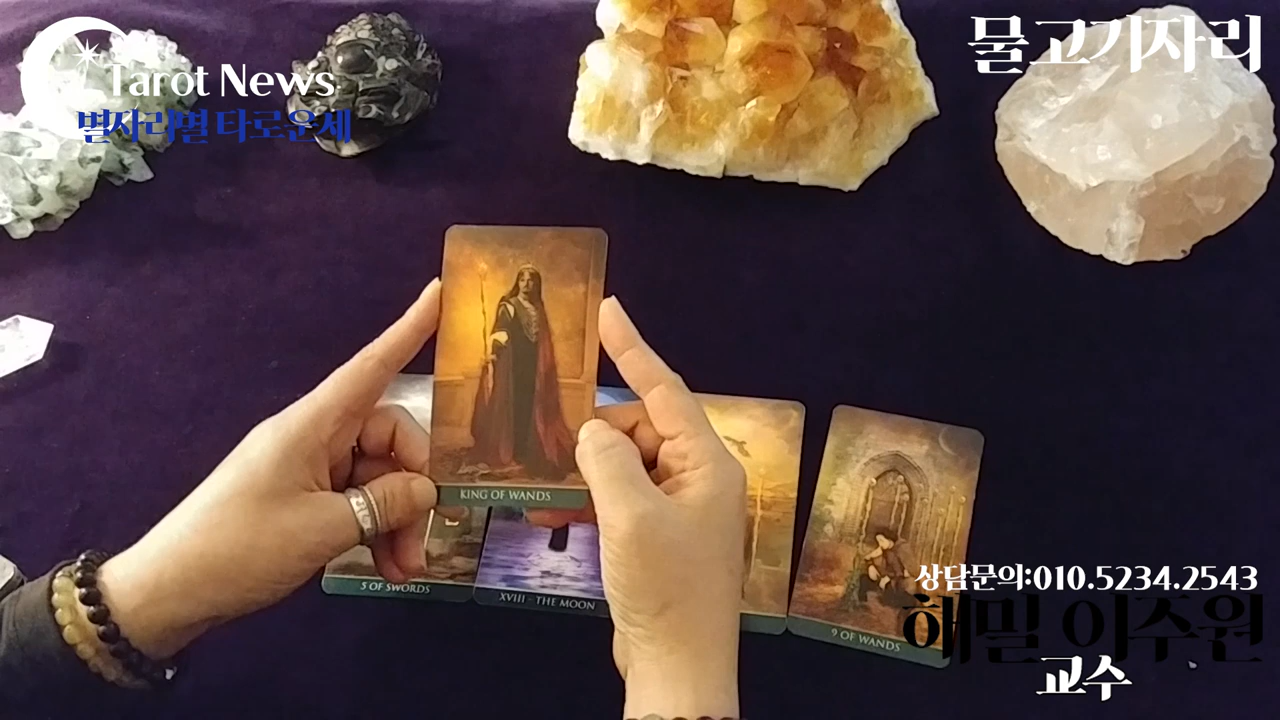 Tarot News
별자리별 타로운세
물고기자리
KING OF WANDS
5 OF SWORDS
XVIII - THE MOON
9 OF WANDS
상담문의:010.5234.2543
해밀 이주원
교수